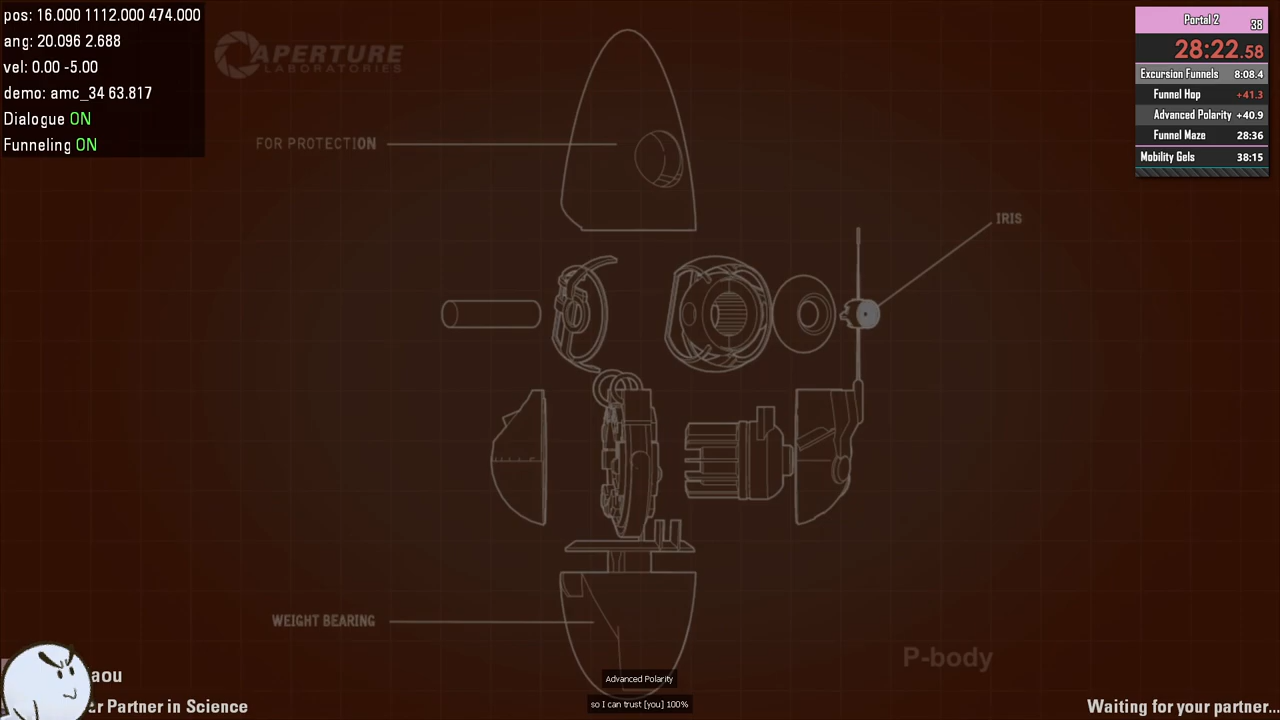 pos: 16.000 1112.000 474.000
ang: 20.096 2.688
vel: 0.00 -5.00
demo: amc_34 63.817
Dialogue ON
Funneling ON
APERTURE
LABORATORIES
FOR PROTECTION
IRIS
WEIGHT BEARING
P-body
Portal 2
38
28:22.58
Excursion Funnels 8:08.4
Funnel Hop +41.3
Advanced Polarity +40.9
Funnel Maze 28:36
Mobility Gels 38:15
Advanced Polarity
so I can trust [you] 100%
aou
r Partner in Science
Waiting for your partner...